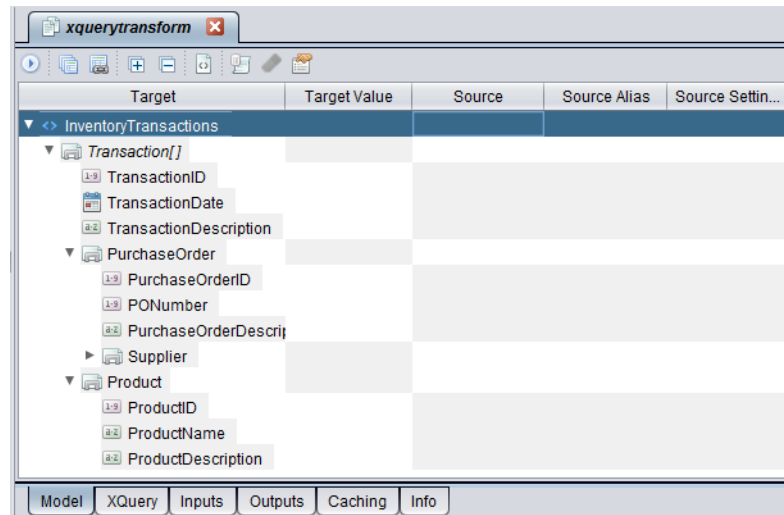 xquerytransform
Target Target Value Source Source Alias Source Settin...
InventoryTransactions
Transaction[]
1-9 TransactionID
TransactionDate
a-z TransactionDescription
PurchaseOrder
1-9 PurchaseOrderID
1-9 PONumber
a-z PurchaseOrderDescrip
Supplier
Product
1-9 ProductID
a-z ProductName
a-z ProductDescription
Model XQuery Inputs Outputs Caching Info